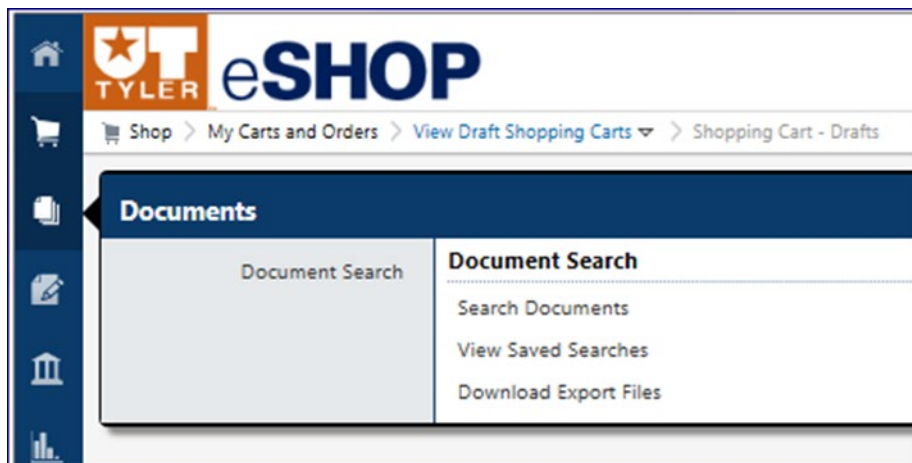 UT
TYLER
eSHOP
Shop > My Carts and Orders > View Draft Shopping Carts > Shopping Cart - Drafts
Documents
Document Search
Document Search
Search Documents
View Saved Searches
Download Export Files